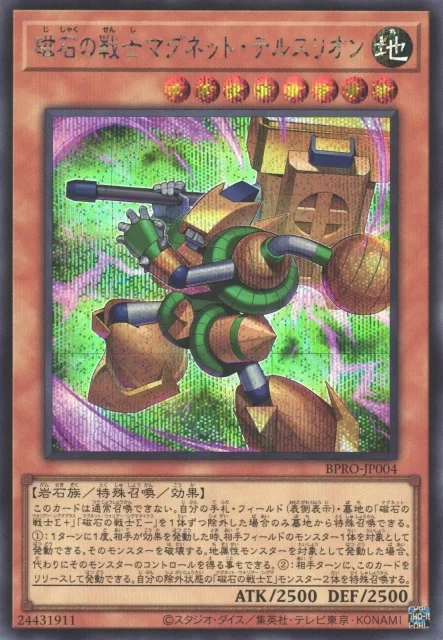 磁石の戦士マグネット・テルスリオン
地
BPRO-JP004
【岩石族／特殊召喚／効果】
このカードは通常召喚できない。自分の手札・フィールド(表側表示)・墓地の「磁石の
戦士Σ＋」「磁石の戦士Σ－」を1体ずつ除外した場合のみ墓地から特殊召喚できる。
①：1ターンに1度、相手が効果を発動した時、相手フィールドのモンスター1体を対象として
発動できる。そのモンスターを破壊する。地属性モンスターを対象として発動した場合、
代わりにそのモンスターのコントロールを得る事もできる。②：相手ターンに、このカードを
リリースして発動できる。自分の除外状態の「磁石の戦士Σ」モンスター2体を特殊召喚する。
ATK/2500 DEF/2500
24431911
©スタジオ・ダイス／集英社・テレビ東京・KONAMI